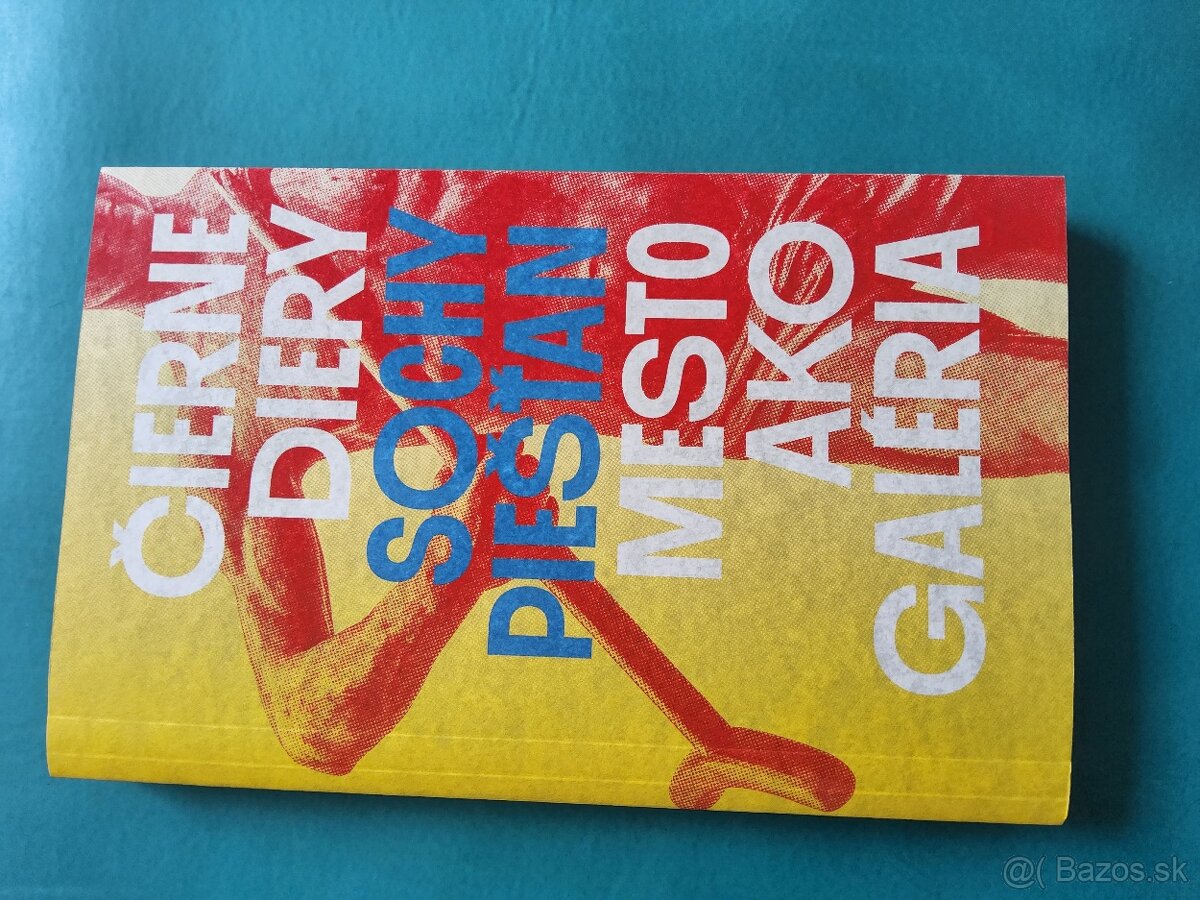 ČIERNE
DIERY
SOCHY
PIEŠŤAN
MESTO
AKO
GALÉRIA
@( Bazos.sk